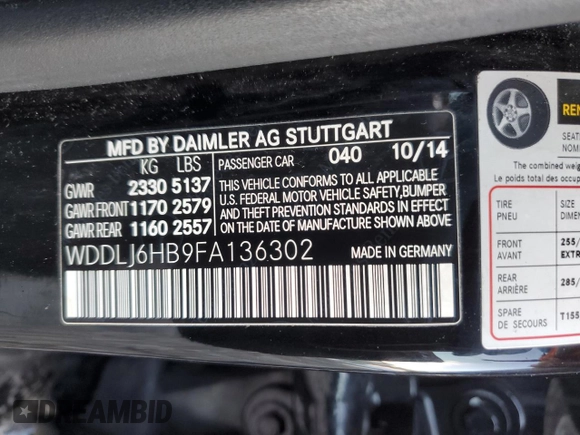 MFD BY DAIMLER AG STUTTGART
KG LBS PASSENGER CAR 040 10/14
GVWR 2330 5137
GAWR FRONT 1170 2579
GAWR REAR 1160 2557
THIS VEHICLE CONFORMS TO ALL APPLICABLE
U.S. FEDERAL MOTOR VEHICLE SAFETY,BUMPER
AND THEFT PREVENTION STANDARDS IN EFFECT
ON THE DATE OF MANUFACTURE SHOWN ABOVE
WDDLJ6HB9FA136302 MADE IN GERMANY
The combined
Le poids total des
TIRE SIZE
PNEU
FRONT 255/
AVANT EXTR
REAR 285/
ARRIÈRE
SPARE T155
DE SECOURS
DREAMBID